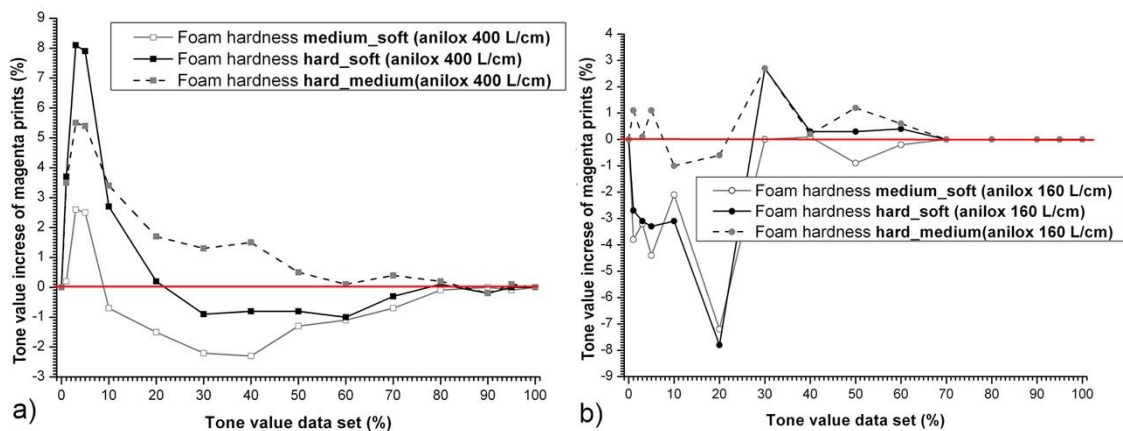 Tone value increse of magenta prints (%)
9
8
7
6
5
4
3
2
1
0
-1
-2
-3
Foam hardness medium_soft (anilox 400 L/cm)
Foam hardness hard_soft (anilox 400 L/cm)
Foam hardness hard_medium(anilox 400 L/cm)
0 10 20 30 40 50 60 70 80 90 100
a)
Tone value data set (%)
Tone value increse of magenta prints (%)
4
3
2
1
0
-1
-2
-3
-4
-5
-6
-7
-8
-9
Foam hardness medium_soft (anilox 160 L/cm)
Foam hardness hard_soft (anilox 160 L/cm)
Foam hardness hard_medium(anilox 160 L/cm)
0 10 20 30 40 50 60 70 80 90 100
b)
Tone value data set (%)